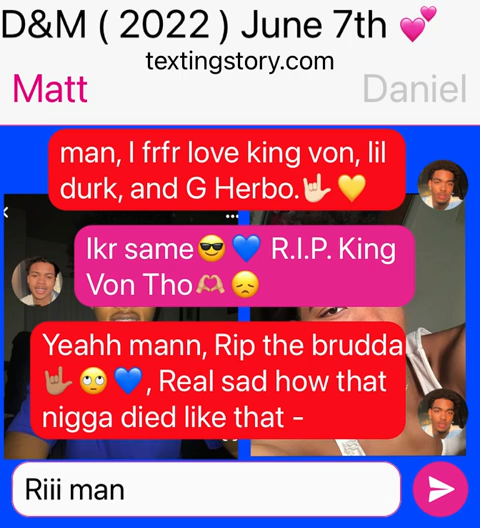 D&M ( 2022 ) June 7th 💕
textingstory.com
Matt Daniel
man, I frfr love king von, lil
durk, and G Herbo.🤟🏻💛
Ikr same😎💙 R.I.P. King
Von Tho🫶🏽😞
Yeahh mann, Rip the brudda
🤟🏽🙄💙, Real sad how that
nigga died like that -
Riii man